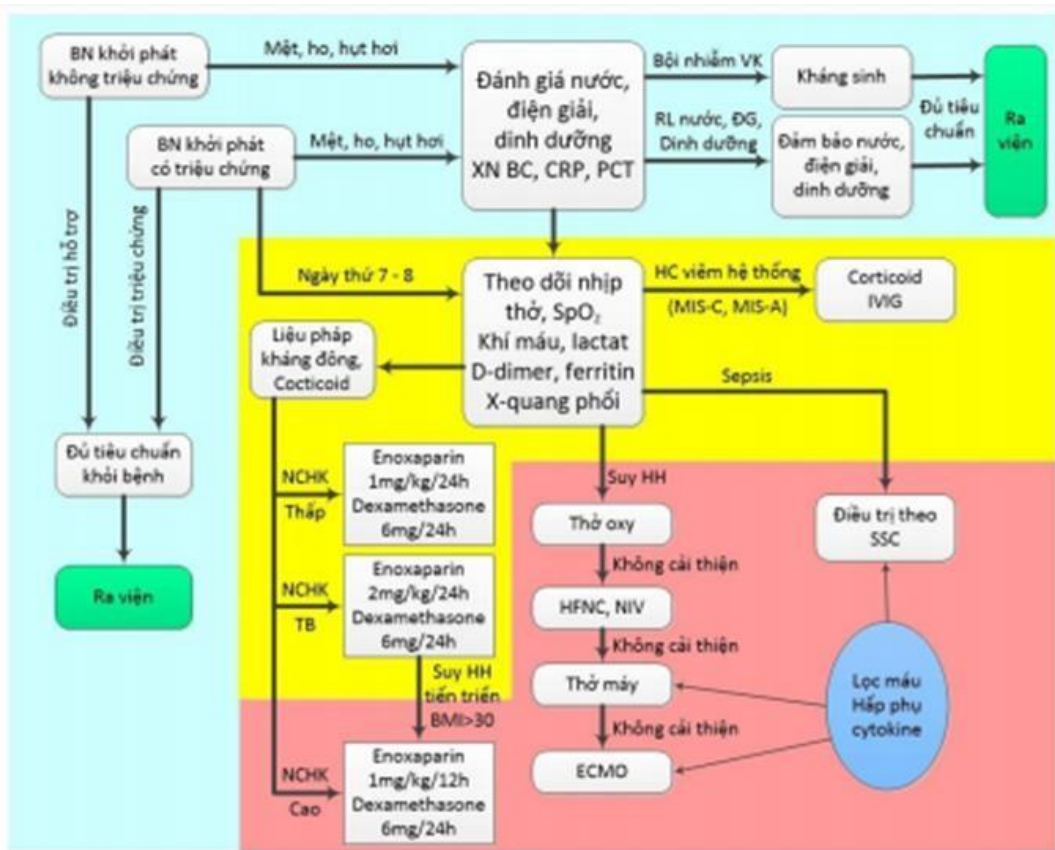 BN khởi phát
không triệu chứng
Mệt, ho, hụt hơi
Đánh giá nước,
điện giải,
dinh dưỡng
XN BC, CRP, PCT
Bội nhiễm VK
Kháng sinh
Đủ tiêu
chuẩn
Ra
viện
BN khởi phát
có triệu chứng
Mệt, ho, hụt hơi
RL nước, ĐG,
Dinh dưỡng
Đảm bảo nước,
điện giải,
dinh dưỡng
Điều trị hỗ trợ
Điều trị triệu chứng
Ngày thứ 7 - 8
Theo dõi nhịp
thở, SpO₂
Khí máu, lactat
D-dimer, ferritin
X-quang phổi
HC viêm hệ thống
(MIS-C, MIS-A)
Corticoid
IVIG
Liệu pháp
kháng đông,
Cocticoid
Sepsis
Đủ tiêu chuẩn
khỏi bệnh
Ra viện
NCHK
Thấp
Enoxaparin
1mg/kg/24h
Dexamethasone
6mg/24h
NCHK
TB
Enoxaparin
2mg/kg/24h
Dexamethasone
6mg/24h
Suy HH
tiến triển
BMI>30
NCHK
Cao
Enoxaparin
1mg/kg/12h
Dexamethasone
6mg/24h
Suy HH
Thở oxy
Không cải thiện
HFNC, NIV
Không cải thiện
Thở máy
Không cải thiện
ECMO
Điều trị theo
SSC
Lọc máu
Hấp phụ
cytokine